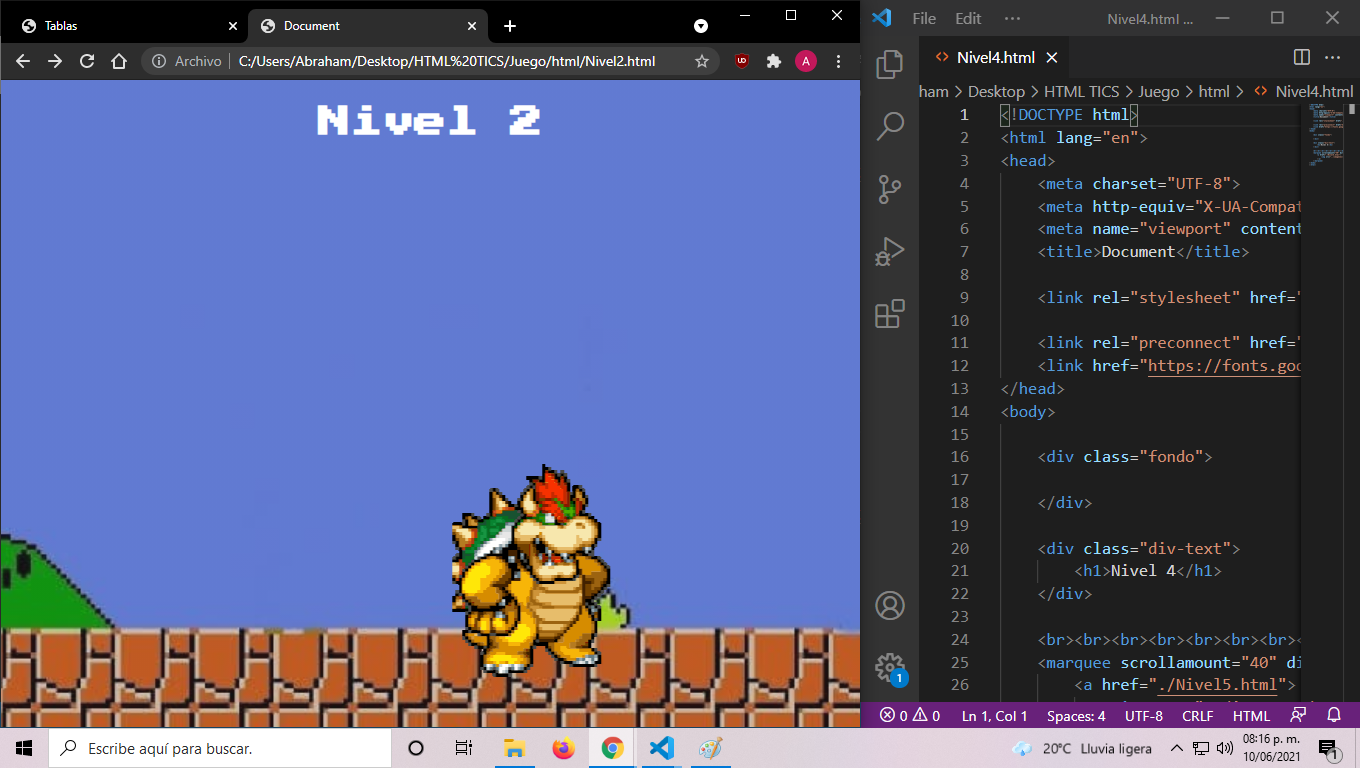 Tablas
Document
Archivo
C:/Users/Abraham/Desktop/HTML%20TICS/Juego/html/Nivel2.html
A
Nivel 2
File Edit ··· Nivel4.html ...
Nivel4.html
ham > Desktop > HTML TICS > Juego > html > Nivel4.html
1 <!DOCTYPE html>
2 <html lang="en">
3 <head>
4 <meta charset="UTF-8">
5 <meta http-equiv="X-UA-Compat
6 <meta name="viewport" content
7 <title>Document</title>
8
9 <link rel="stylesheet" href="
10
11 <link rel="preconnect" href="
12 <link href="https://fonts.goo
13 </head>
14 <body>
15
16 <div class="fondo">
17
18 </div>
19
20 <div class="div-text">
21 <h1>Nivel 4</h1>
22 </div>
23
24 <br><br><br><br><br><br><br><
25 <marquee scrollamount="40" di
26 <a href="./Nivel5.html">
1
0 0 Ln 1, Col 1 Spaces: 4 UTF-8 CRLF HTML
Escribe aquí para buscar.
20°C Lluvia ligera
08:16 p. m.
10/06/2021
1